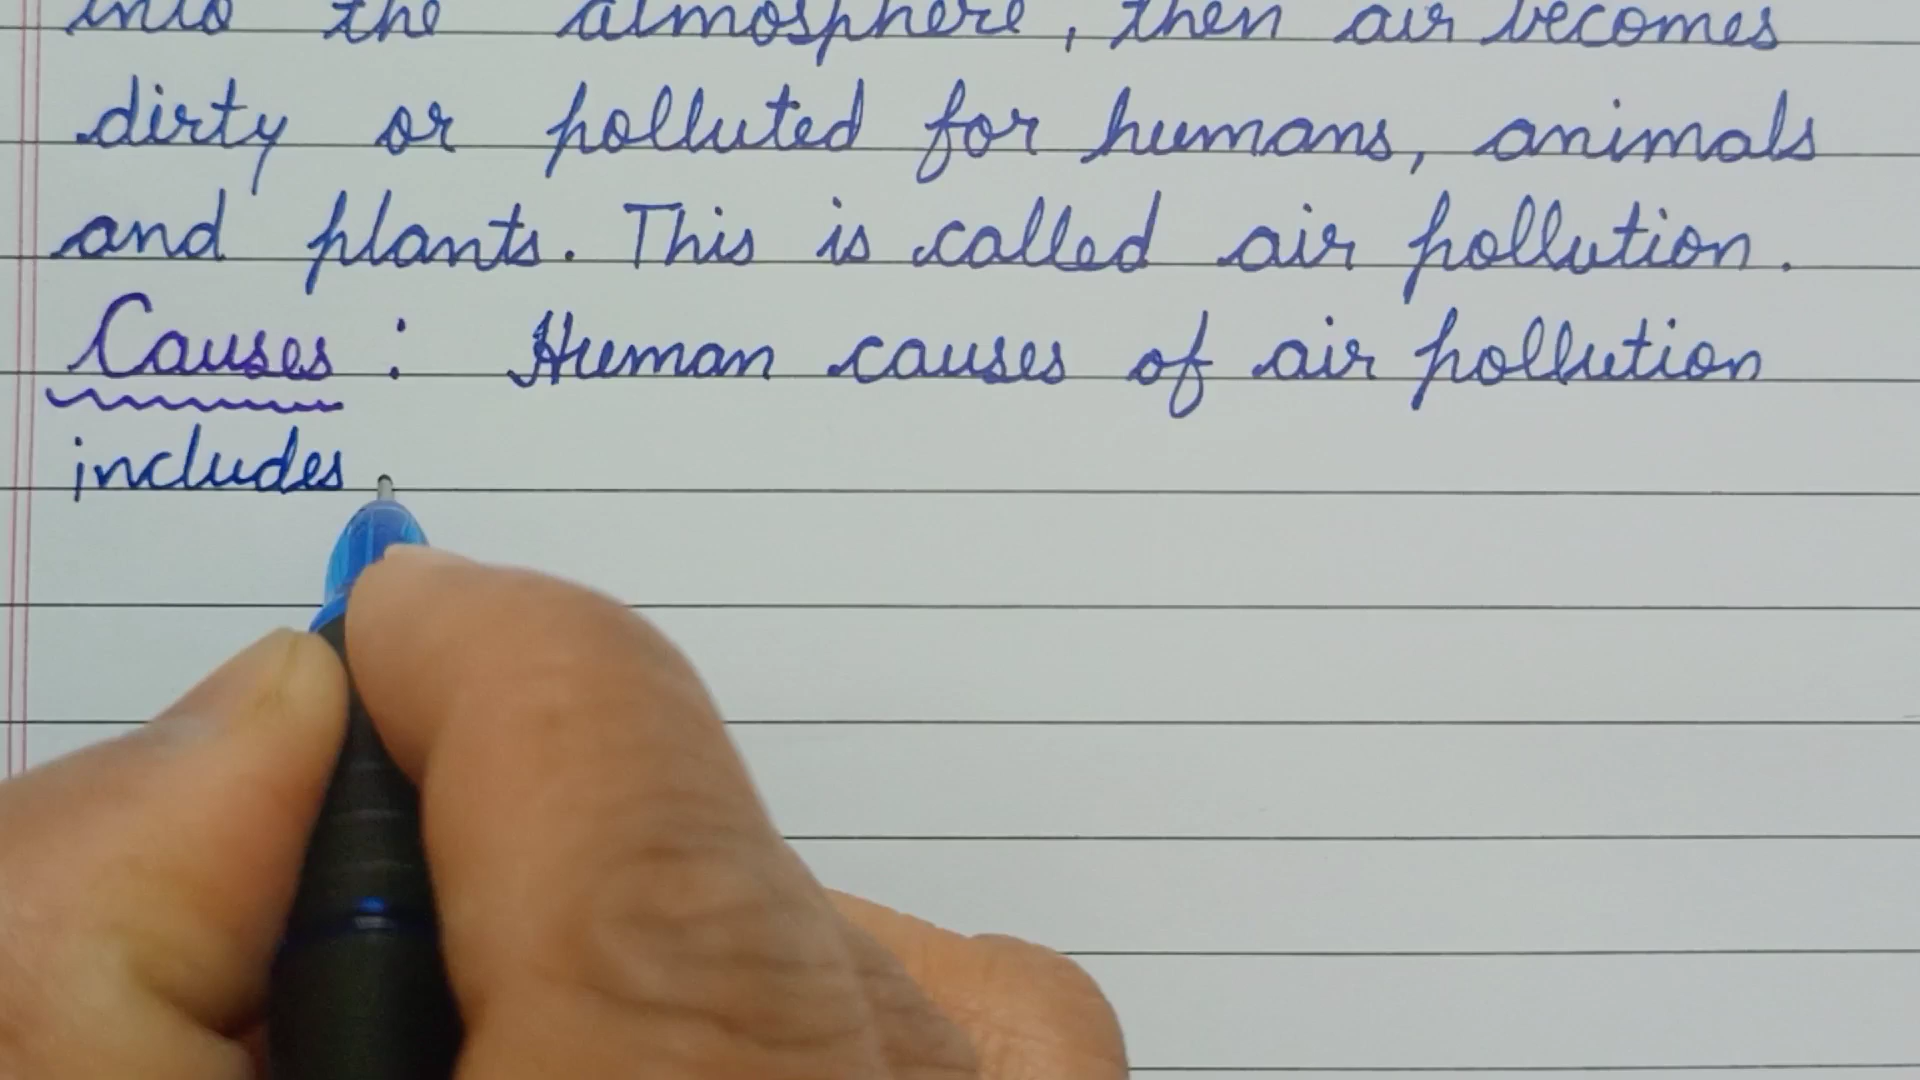 into the atmosphere, then air becomes
dirty or polluted for humans, animals
and plants. This is called air pollution.
Causes : Human causes of air pollution
includes